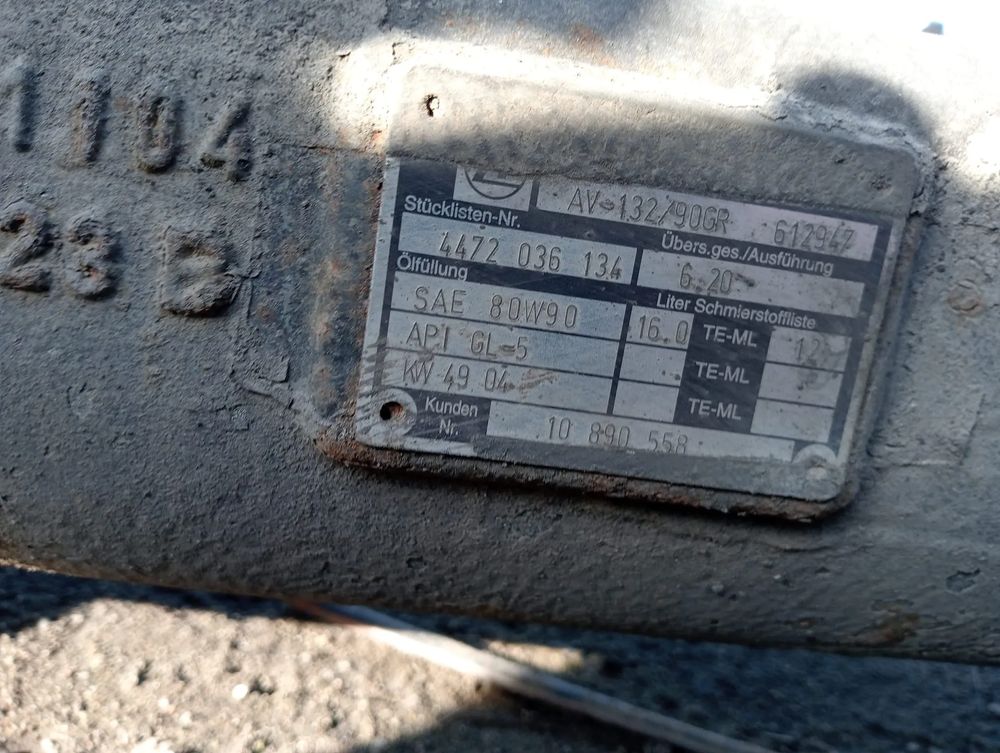 1104
23
AV-132/90GR 612947
Stücklisten-Nr. Übers.ges./Ausführung
4472 036 134 6.20
Ölfüllung Liter Schmierstoffliste
SAE 80W90 16.0 TE-ML 12
API GL-5 TE-ML
KW 49 04 TE-ML
Kunden Nr. 10 890 558